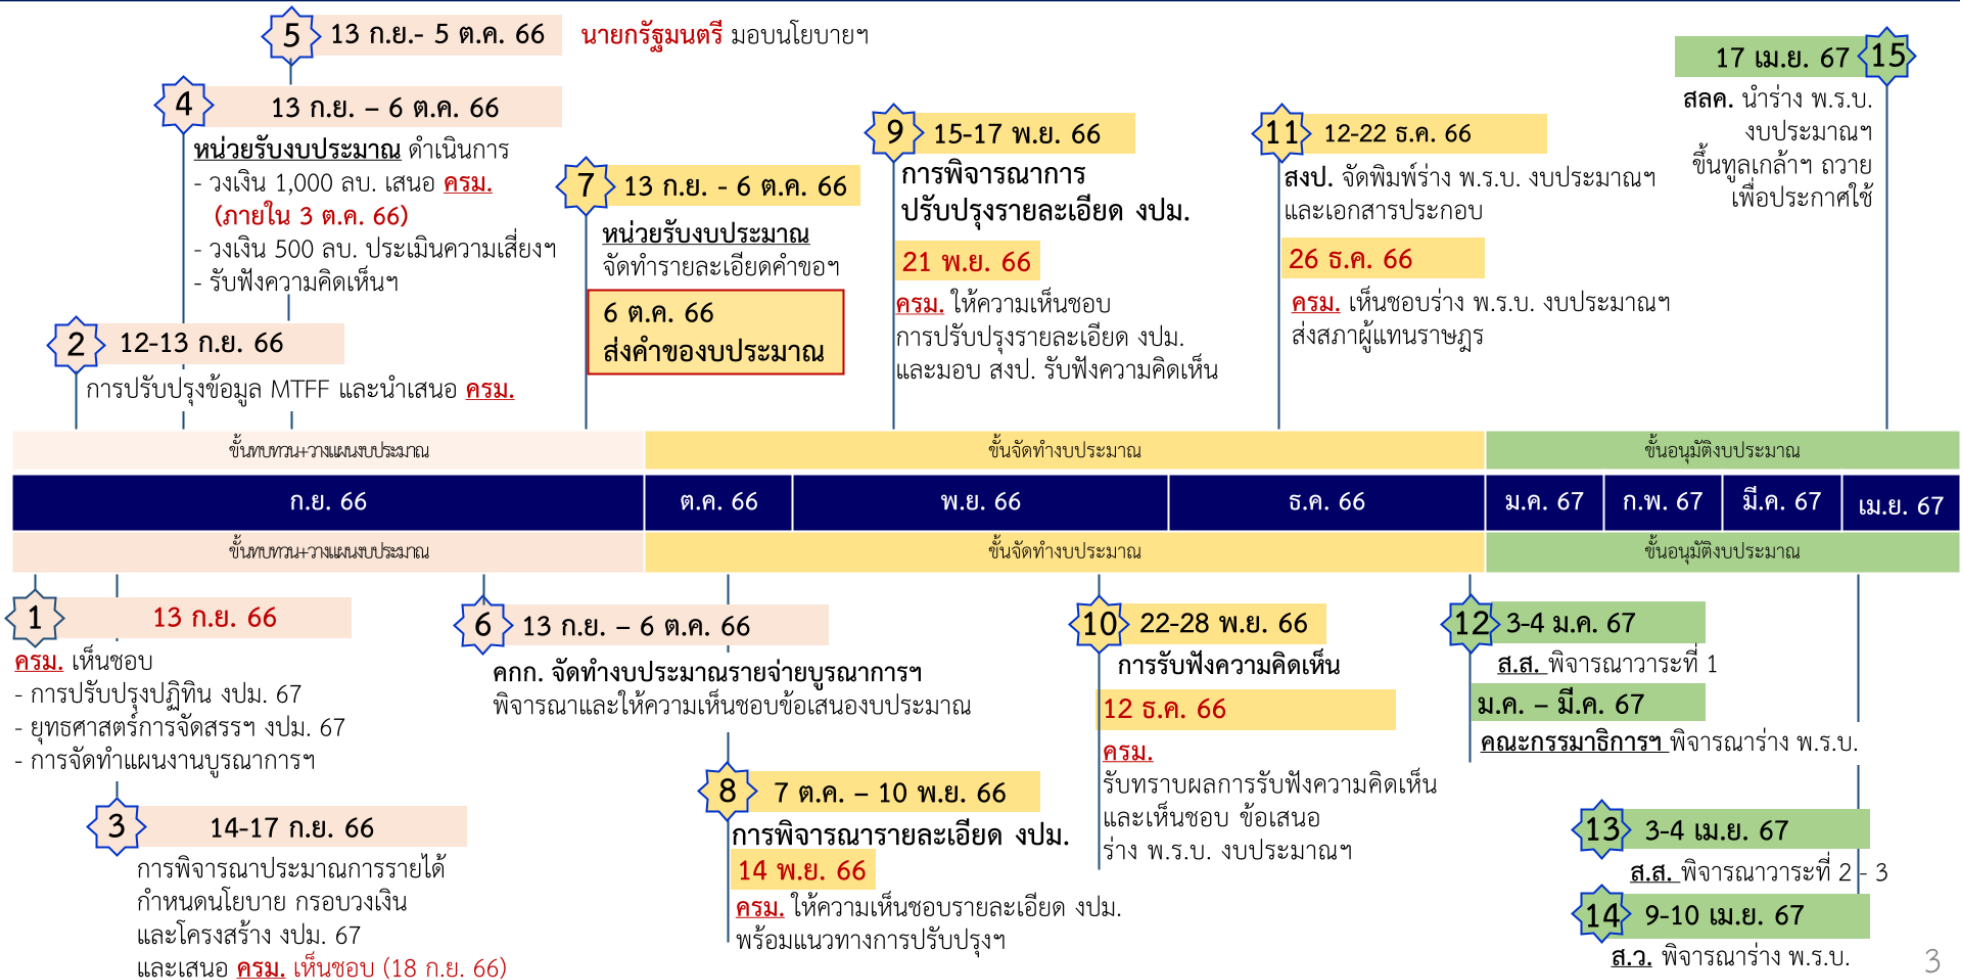 5 13 ก.ย.- 5 ต.ค. 66 นายกรัฐมนตรี มอบนโยบายฯ
4 13 ก.ย. – 6 ต.ค. 66
หน่วยรับงบประมาณ ดำเนินการ
- วงเงิน 1,000 ลบ. เสนอ ครม.
(ภายใน 3 ต.ค. 66)
- วงเงิน 500 ลบ. ประเมินความเสี่ยงฯ
- รับฟังความคิดเห็นฯ
2 12-13 ก.ย. 66
การปรับปรุงข้อมูล MTFF และนำเสนอ ครม.
7 13 ก.ย. - 6 ต.ค. 66
หน่วยรับงบประมาณ
จัดทำรายละเอียดคำขอฯ
6 ต.ค. 66
ส่งคำของบประมาณ
9 15-17 พ.ย. 66
การพิจารณาการ
ปรับปรุงรายละเอียด งปม.
21 พ.ย. 66
ครม. ให้ความเห็นชอบ
การปรับปรุงรายละเอียด งปม.
และมอบ สงป. รับฟังความคิดเห็น
11 12-22 ธ.ค. 66
สงป. จัดพิมพ์ร่าง พ.ร.บ. งบประมาณฯ
และเอกสารประกอบ
26 ธ.ค. 66
ครม. เห็นชอบร่าง พ.ร.บ. งบประมาณฯ
ส่งสภาผู้แทนราษฎร
17 เม.ย. 67 15
สลค. นำร่าง พ.ร.บ.
งบประมาณฯ
ขึ้นทูลเกล้าฯ ถวาย
เพื่อประกาศใช้
ขั้นทบทวน+วางแผนงบประมาณ ขั้นจัดทำงบประมาณ ขั้นอนุมัติงบประมาณ
ก.ย. 66 ต.ค. 66 พ.ย. 66 ธ.ค. 66 ม.ค. 67 ก.พ. 67 มี.ค. 67 เม.ย. 67
ขั้นทบทวน+วางแผนงบประมาณ ขั้นจัดทำงบประมาณ ขั้นอนุมัติงบประมาณ
1 13 ก.ย. 66
ครม. เห็นชอบ
- การปรับปรุงปฏิทิน งปม. 67
- ยุทธศาสตร์การจัดสรรฯ งปม. 67
- การจัดทำแผนงานบูรณาการฯ
3 14-17 ก.ย. 66
การพิจารณาประมาณการรายได้
กำหนดนโยบาย กรอบวงเงิน
และโครงสร้าง งปม. 67
และเสนอ ครม. เห็นชอบ (18 ก.ย. 66)
6 13 ก.ย. – 6 ต.ค. 66
คกก. จัดทำงบประมาณรายจ่ายบูรณาการฯ
พิจารณาและให้ความเห็นชอบข้อเสนองบประมาณ
8 7 ต.ค. – 10 พ.ย. 66
การพิจารณารายละเอียด งปม.
14 พ.ย. 66
ครม. ให้ความเห็นชอบรายละเอียด งปม.
พร้อมแนวทางการปรับปรุงฯ
10 22-28 พ.ย. 66
การรับฟังความคิดเห็น
12 ธ.ค. 66
ครม.
รับทราบผลการรับฟังความคิดเห็น
และเห็นชอบ ข้อเสนอ
ร่าง พ.ร.บ. งบประมาณฯ
12 3-4 ม.ค. 67
ส.ส. พิจารณาวาระที่ 1
ม.ค. – มี.ค. 67
คณะกรรมาธิการฯ พิจารณาร่าง พ.ร.บ.
13 3-4 เม.ย. 67
ส.ส. พิจารณาวาระที่ 2 - 3
14 9-10 เม.ย. 67
ส.ว. พิจารณาร่าง พ.ร.บ.
3